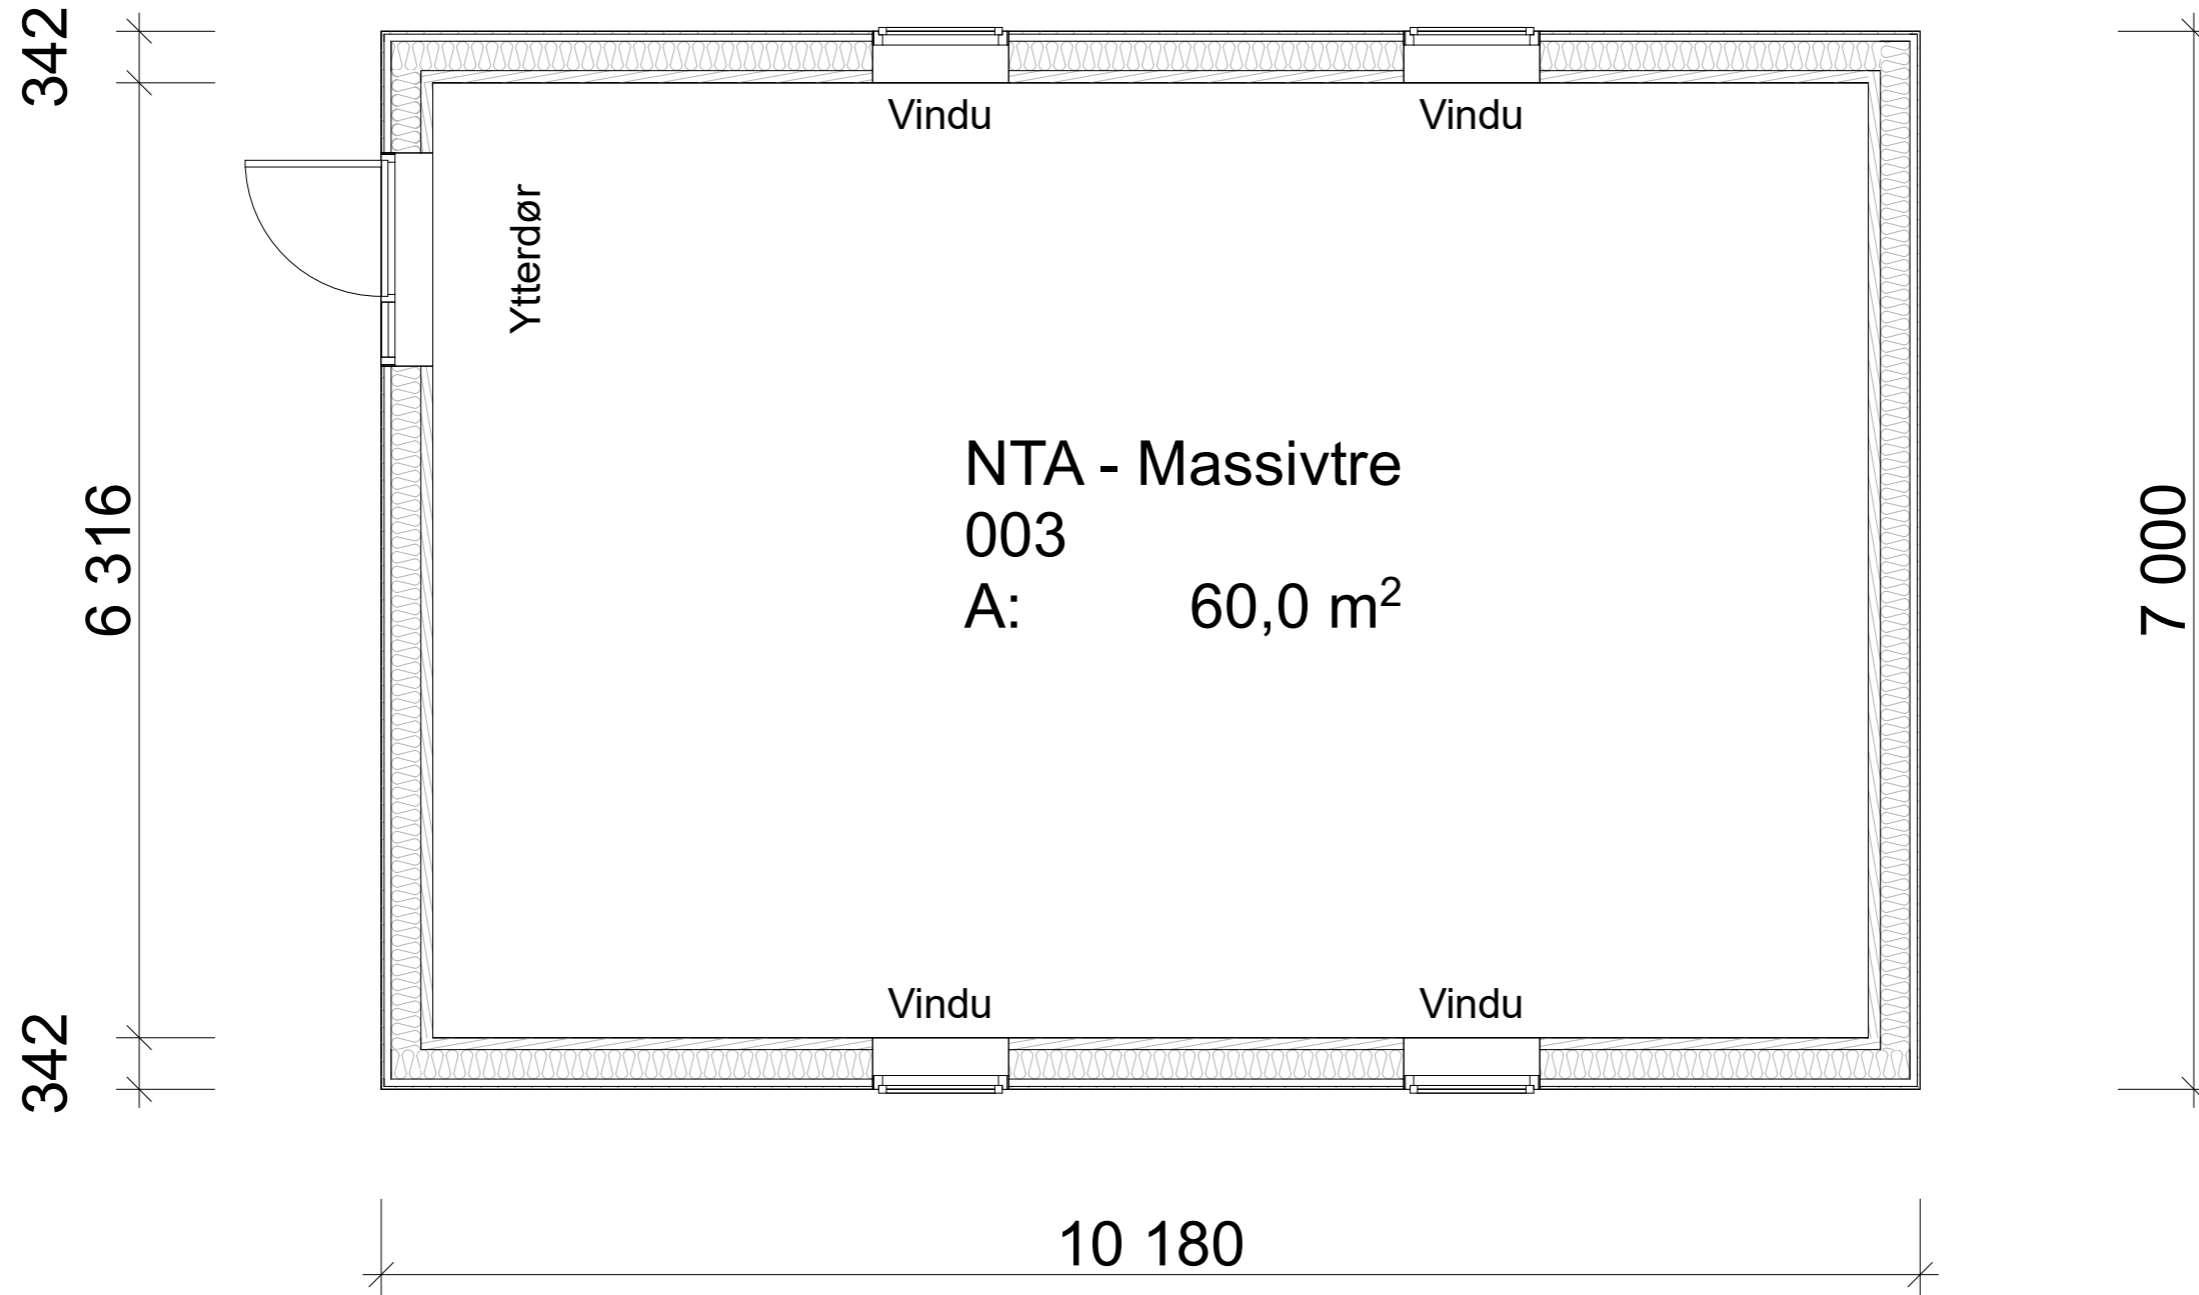 342
Vindu
Vindu
Ytterdør
NTA - Massivtre
003
A: 60,0 m²
6 316
7 000
Vindu
Vindu
342
10 180